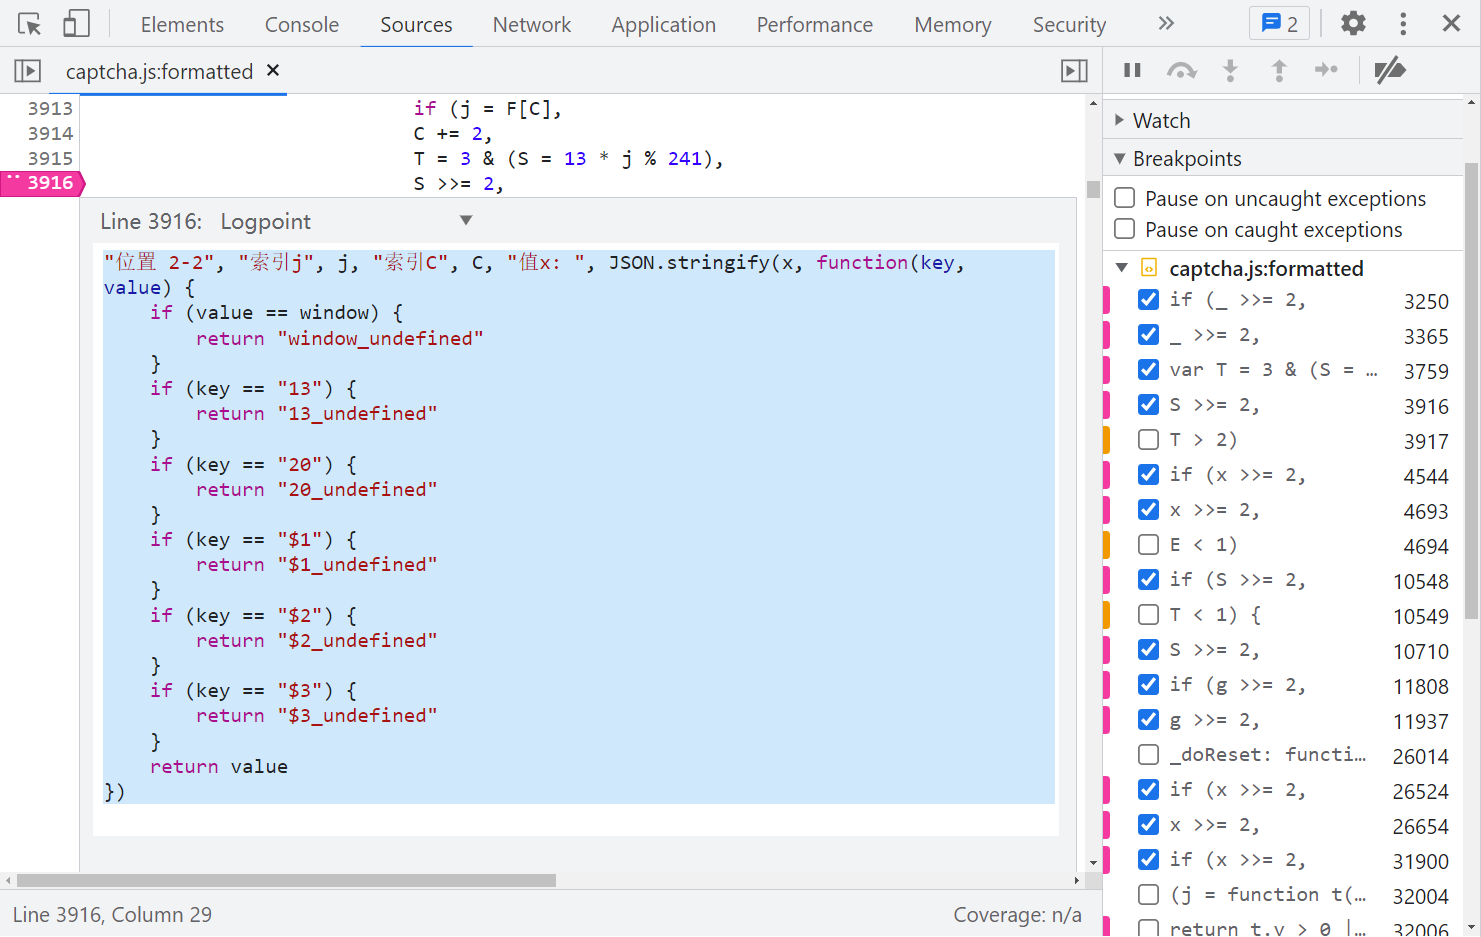 Elements Console Sources Network Application Performance Memory Security » 2
captcha.js:formatted ×
3913 if (j = F[C],
3914 C += 2,
3915 T = 3 & (S = 13 * j % 241),
3916 S >>= 2,
Line 3916: Logpoint
"位置 2-2", "索引j", j, "索引C", C, "值x: ", JSON.stringify(x, function(key,
value) {
if (value == window) {
return "window_undefined"
}
if (key == "13") {
return "13_undefined"
}
if (key == "20") {
return "20_undefined"
}
if (key == "$1") {
return "$1_undefined"
}
if (key == "$2") {
return "$2_undefined"
}
if (key == "$3") {
return "$3_undefined"
}
return value
})
Line 3916, Column 29
Coverage: n/a
Watch
Breakpoints
Pause on uncaught exceptions
Pause on caught exceptions
captcha.js:formatted
if (_ >>= 2, 3250
_ >>= 2, 3365
var T = 3 & (S = … 3759
S >>= 2, 3916
T > 2) 3917
if (x >>= 2, 4544
x >>= 2, 4693
E < 1) 4694
if (S >>= 2, 10548
T < 1) { 10549
S >>= 2, 10710
if (g >>= 2, 11808
g >>= 2, 11937
_doReset: functi… 26014
if (x >>= 2, 26524
x >>= 2, 26654
if (x >>= 2, 31900
(j = function t(… 32004
return t.v > 0 |… 32006